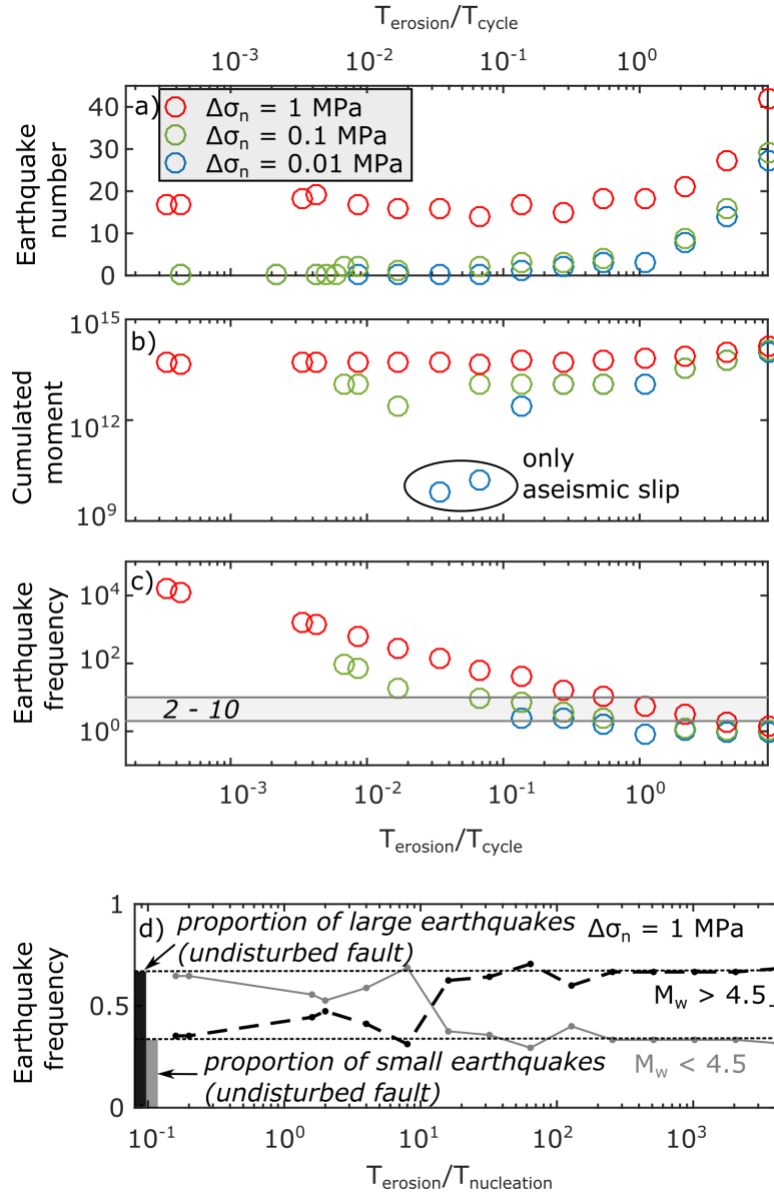 T_erosion/T_cycle
10^-3 10^-2 10^-1 10^0
a)
Δσ_n = 1 MPa
Δσ_n = 0.1 MPa
Δσ_n = 0.01 MPa
40
30
20
10
0
Earthquake
number
b)
10^15
10^12
10^9
Cumulated
moment
only
aseismic slip
c)
10^4
10^2
10^0
Earthquake
frequency
2 - 10
10^-3 10^-2 10^-1 10^0
T_erosion/T_cycle
d)
1
0.5
0
Earthquake
frequency
proportion of large earthquakes
(undisturbed fault)
Δσ_n = 1 MPa
M_w > 4.5
proportion of small earthquakes
(undisturbed fault)
M_w < 4.5
10^-1 10^0 10^1 10^2 10^3
T_erosion/T_nucleation